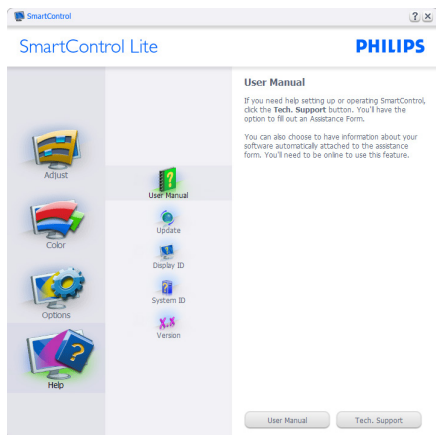 SmartControl
SmartControl Lite
PHILIPS
Adjust
Color
Options
Help
User Manual
Update
Display ID
System ID
X.X
Version
User Manual
If you need help setting up or operating SmartControl,
click the Tech. Support button. You'll have the
option to fill out an Assistance Form.
You can also choose to have information about your
software automatically attached to the assistance
form. You'll need to be online to use this feature.
User Manual
Tech. Support